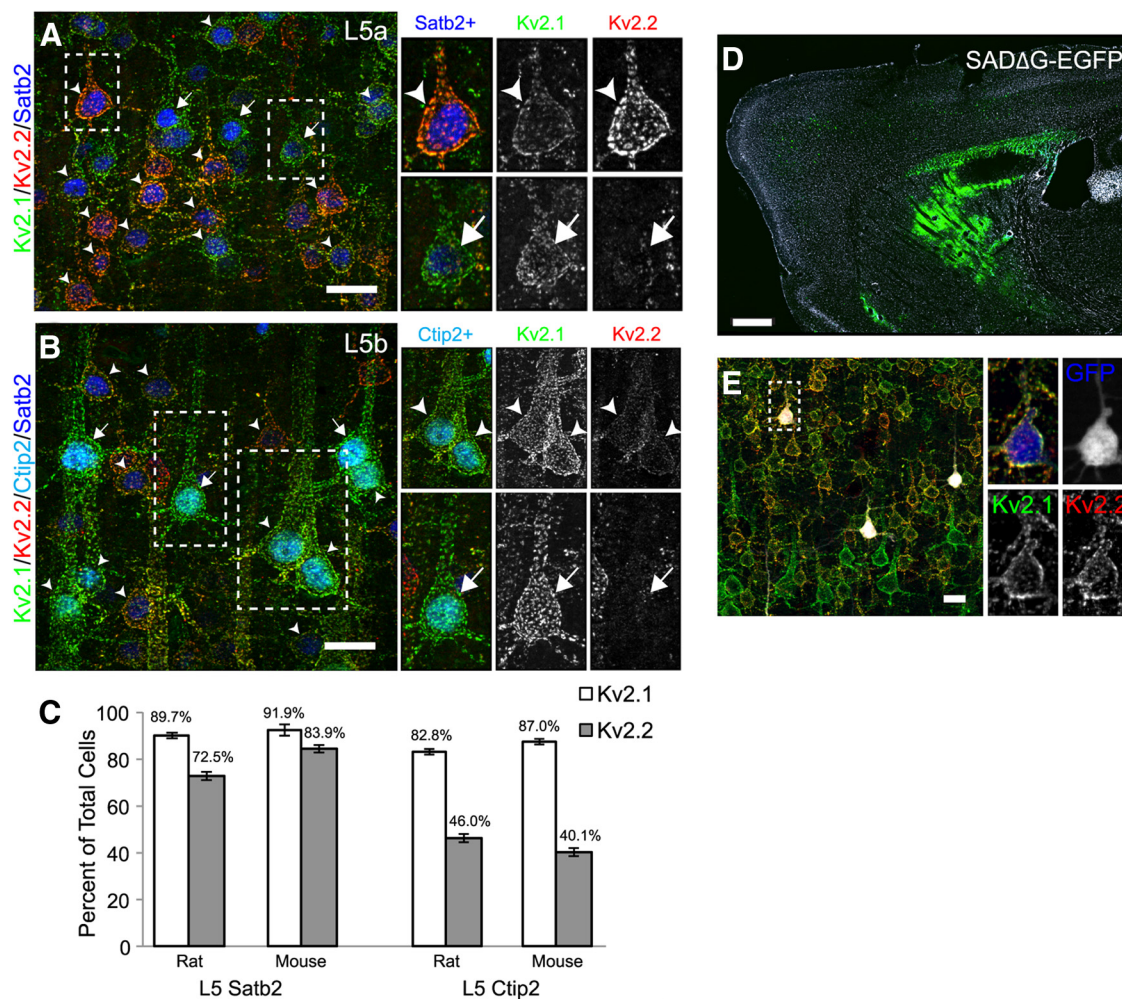 A
L5a
Kv2.1/Kv2.2/Satb2
Satb2+
Kv2.1
Kv2.2
B
L5b
Kv2.1/Kv2.2/Ctip2/Satb2
Ctip2+
Kv2.1
Kv2.2
C
Kv2.1
Kv2.2
Percent of Total Cells
100
80
60
40
20
0
89.7%
72.5%
91.9%
83.9%
82.8%
46.0%
87.0%
40.1%
Rat
Mouse
Rat
Mouse
L5 Satb2
L5 Ctip2
D
SADΔG-EGFP
E
GFP
Kv2.1
Kv2.2